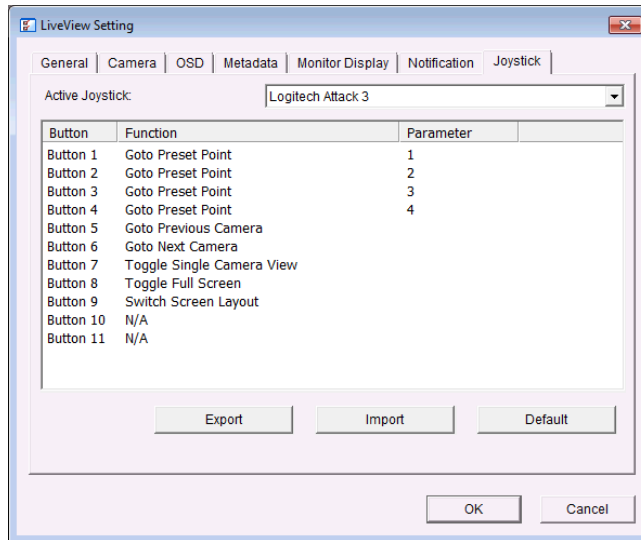 LiveView Setting
General Camera OSD Metadata Monitor Display Notification Joystick
Active Joystick: Logitech Attack 3
Button Function Parameter
Button 1 Goto Preset Point 1
Button 2 Goto Preset Point 2
Button 3 Goto Preset Point 3
Button 4 Goto Preset Point 4
Button 5 Goto Previous Camera
Button 6 Goto Next Camera
Button 7 Toggle Single Camera View
Button 8 Toggle Full Screen
Button 9 Switch Screen Layout
Button 10 N/A
Button 11 N/A
Export Import Default
OK Cancel